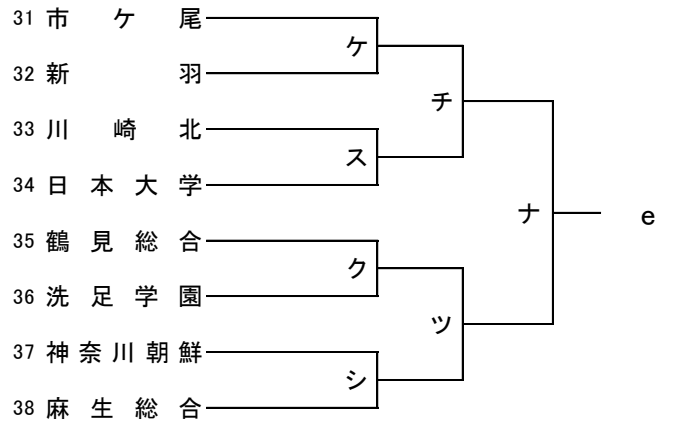 31 市ケ尾
ケ
32 新羽
チ
33 川崎北
ス
34 日本大学
ナ e
35 鶴見総合
ク
36 洗足学園
ツ
37 神奈川朝鮮
シ
38 麻生総合